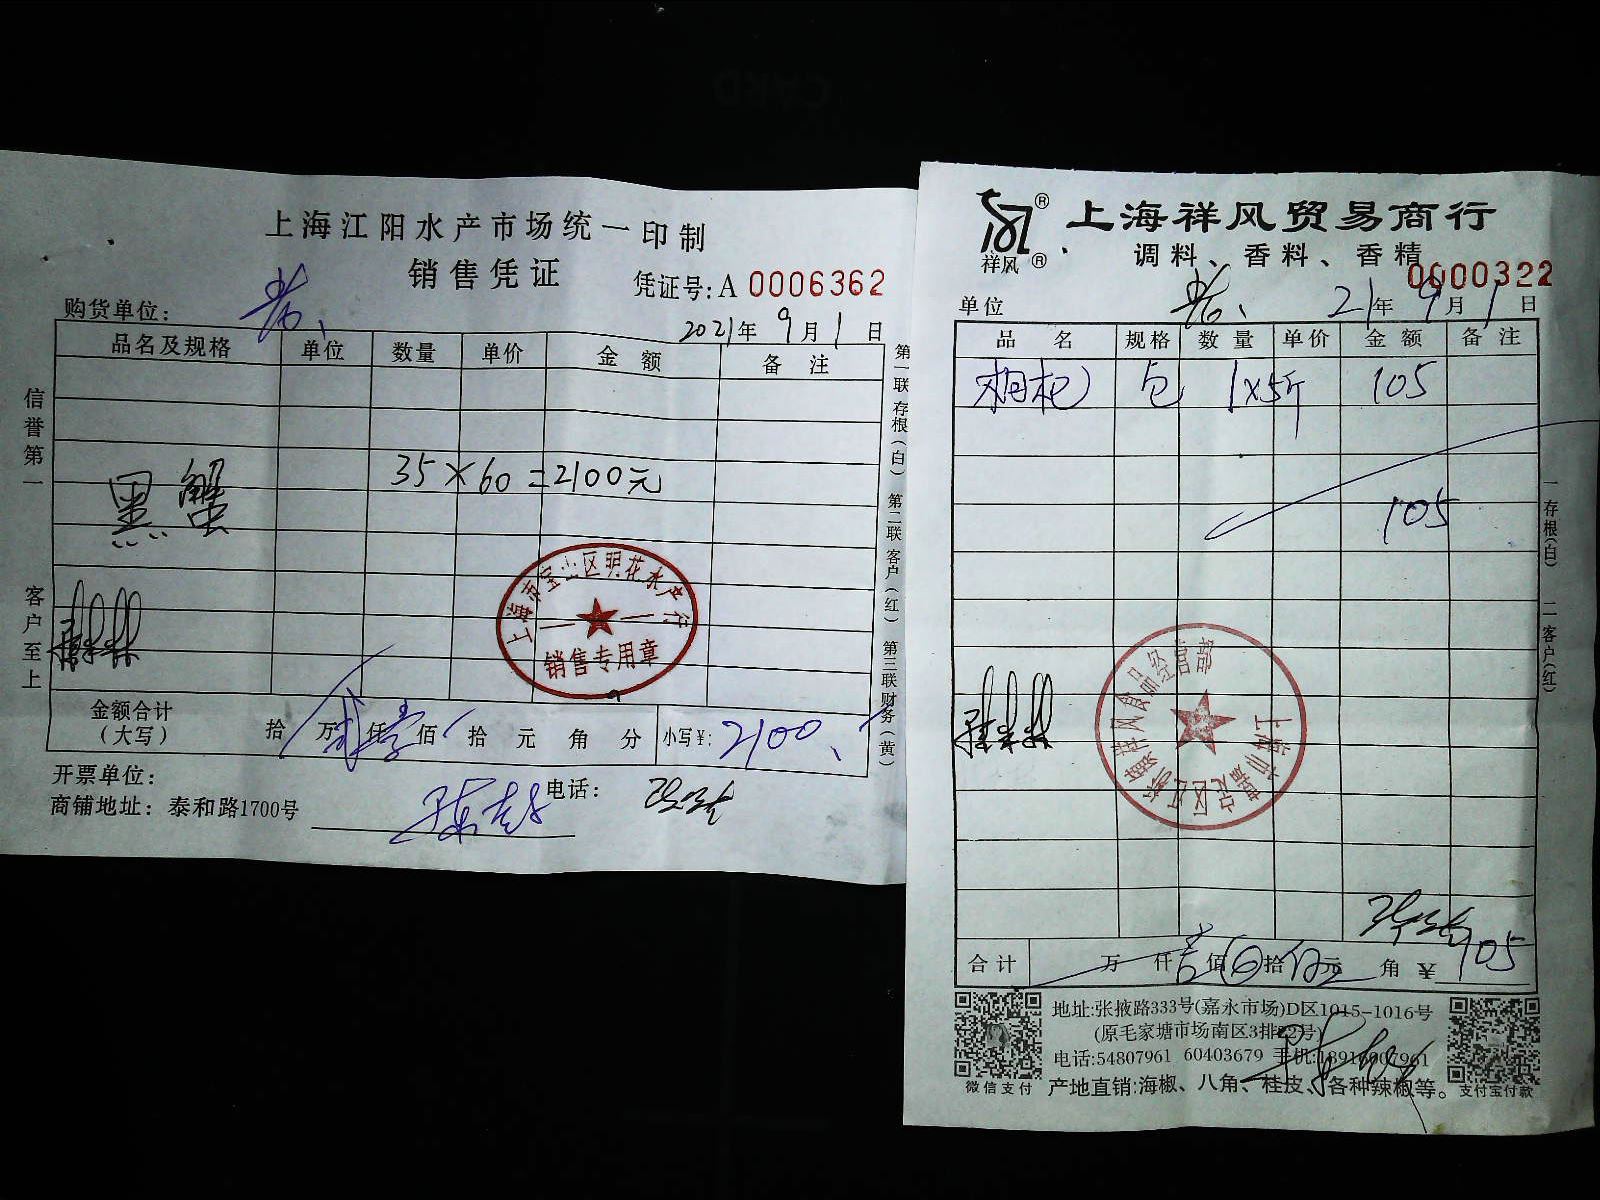 上海江阳水产市场统一印制
销售凭证
凭证号:A 0006362
购货单位:
2021年9月1日
品名及规格 单位 数量 单价 金额 备注
黑蟹 35×60=2100元
上海市宝山区明花水产行
销售专用章
金额合计
(大写)
拾万贰仟壹佰拾元角分 小写¥: 2100
开票单位:
电话:
商铺地址: 泰和路1700号
信誉第一 客户至上
第一联存根(白) 第二联客户(红) 第三联财务(黄)
祥风
上海祥风贸易商行
调料、香料、香精
0000322
单位 21年9月1日
品名 规格 数量 单价 金额 备注
枸杞 包 1×5斤 105
105
一存根(白) 二客户(红)
合计 万仟壹佰0拾伍元角¥ 105
地址:张掖路333号(嘉永市场)D区1015-1016号
(原毛家塘市场南区3排22号)
电话:54807961 60403679 手机:
产地直销:海椒、八角、桂皮、各种辣椒等。
微信支付
支付宝付款